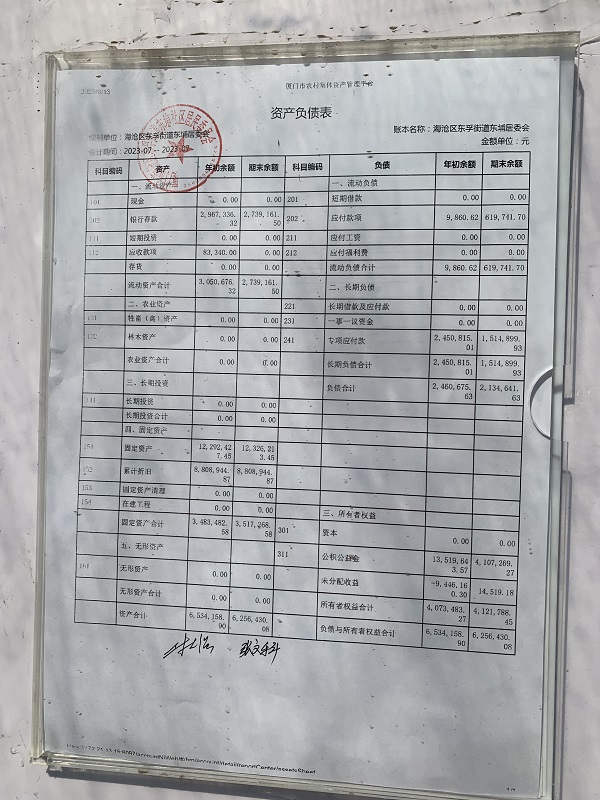 厦门市农村集体资产管理平台
资产负债表
编制单位：海沧区东孚街道东埔居委会 账本名称：海沧区东孚街道东埔居委会
会计期间：2023-07--2023-07 金额单位：元
科目编码 资产 年初余额 期末余额 科目编码 负债 年初余额 期末余额
一、流动资产 一、流动负债
101 现金 0.00 0.00 201 短期借款 0.00 0.00
102 银行存款 2,967,336.32 2,739,161.50 202 应付款项 9,860.62 619,741.70
111 短期投资 0.00 0.00 211 应付工资 0.00 0.00
112 应收款项 83,340.00 0.00 212 应付福利费 0.00 0.00
存货 0.00 0.00 流动负债合计 9,860.62 619,741.70
流动资产合计 3,050,676.32 2,739,161.50 二、长期负债
二、农业资产 221 长期借款及应付款 0.00 0.00
131 牲畜（禽）资产 0.00 0.00 231 一事一议资金 0.00 0.00
132 林木资产 0.00 0.00 241 专项应付款 2,450,815.01 1,514,899.93
农业资产合计 0.00 0.00 长期负债合计 2,450,815.01 1,514,899.93
三、长期投资 负债合计 2,460,675.63 2,134,641.63
141 长期投资 0.00 0.00
长期投资合计 0.00 0.00
四、固定资产
151 固定资产 12,292,427.45 12,326,213.45
152 累计折旧 8,808,944.87 8,808,944.87
153 固定资产清理 0.00 0.00
154 在建工程 0.00 0.00 三、所有者权益
固定资产合计 3,483,482.58 3,517,268.58 301 资本 0.00 0.00
五、无形资产 311 公积公益金 13,519,643.57 4,107,269.27
161 无形资产 0.00 0.00 未分配收益 -9,446,160.30 14,519.18
无形资产合计 0.00 0.00 所有者权益合计 4,073,483.27 4,121,788.45
资产合计 6,534,158.90 6,256,430.08 负债与所有者权益合计 6,534,158.90 6,256,430.08